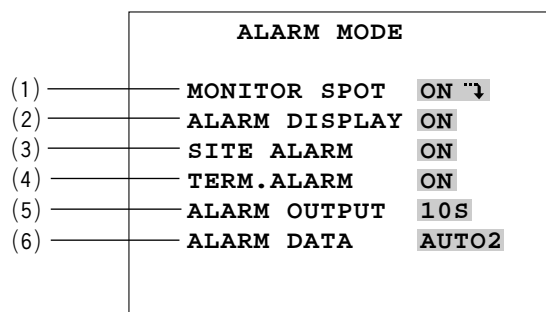 ALARM MODE
(1) MONITOR SPOT ON
(2) ALARM DISPLAY ON
(3) SITE ALARM ON
(4) TERM.ALARM ON
(5) ALARM OUTPUT 10S
(6) ALARM DATA AUTO2